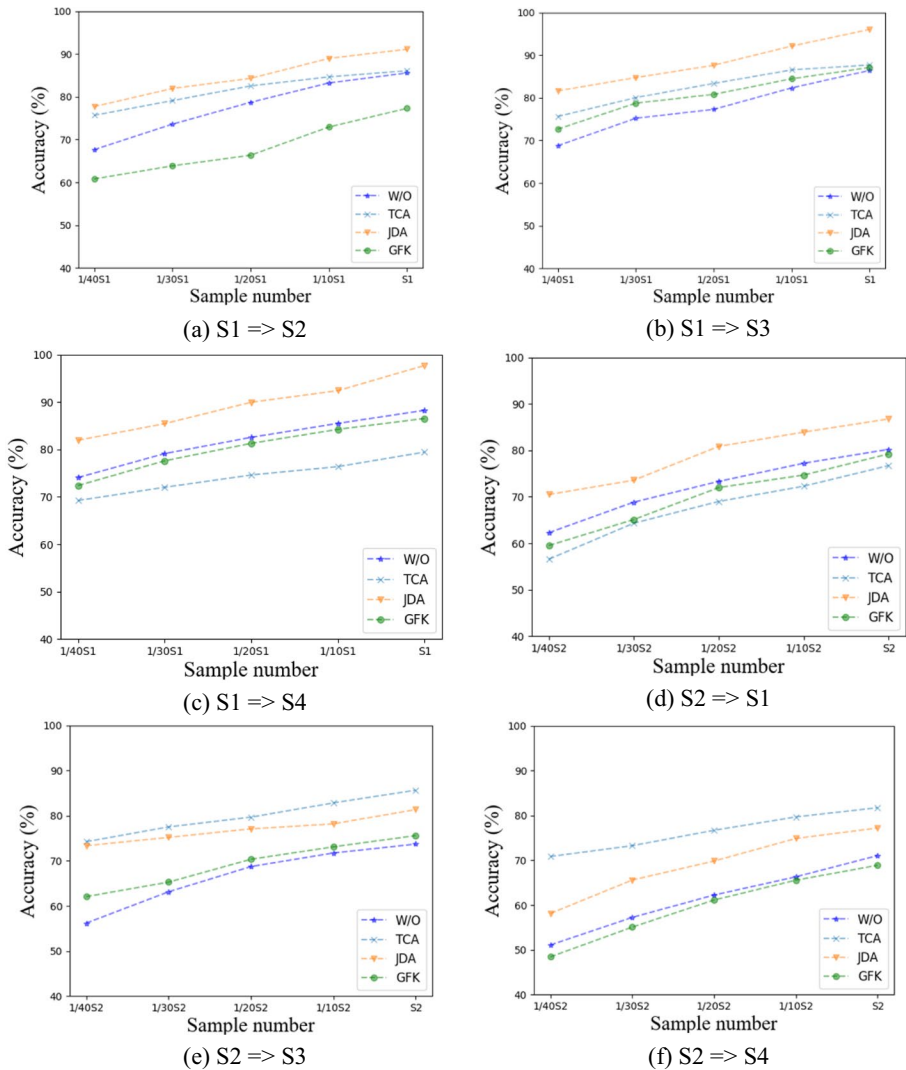 100
90
80
70
60
50
40
Accuracy (%)
W/O
TCA
JDA
GFK
1/40S1 1/30S1 1/20S1 1/10S1 S1
Sample number
(a) S1 => S2
100
90
80
70
60
50
40
Accuracy (%)
W/O
TCA
JDA
GFK
1/40S1 1/30S1 1/20S1 1/10S1 S1
Sample number
(b) S1 => S3
100
90
80
70
60
50
40
Accuracy (%)
W/O
TCA
JDA
GFK
1/40S1 1/30S1 1/20S1 1/10S1 S1
Sample number
(c) S1 => S4
100
90
80
70
60
50
40
Accuracy (%)
W/O
TCA
JDA
GFK
1/40S2 1/30S2 1/20S2 1/10S2 S2
Sample number
(d) S2 => S1
100
90
80
70
60
50
40
Accuracy (%)
W/O
TCA
JDA
GFK
1/40S2 1/30S2 1/20S2 1/10S2 S2
Sample number
(e) S2 => S3
100
90
80
70
60
50
40
Accuracy (%)
W/O
TCA
JDA
GFK
1/40S2 1/30S2 1/20S2 1/10S2 S2
Sample number
(f) S2 => S4